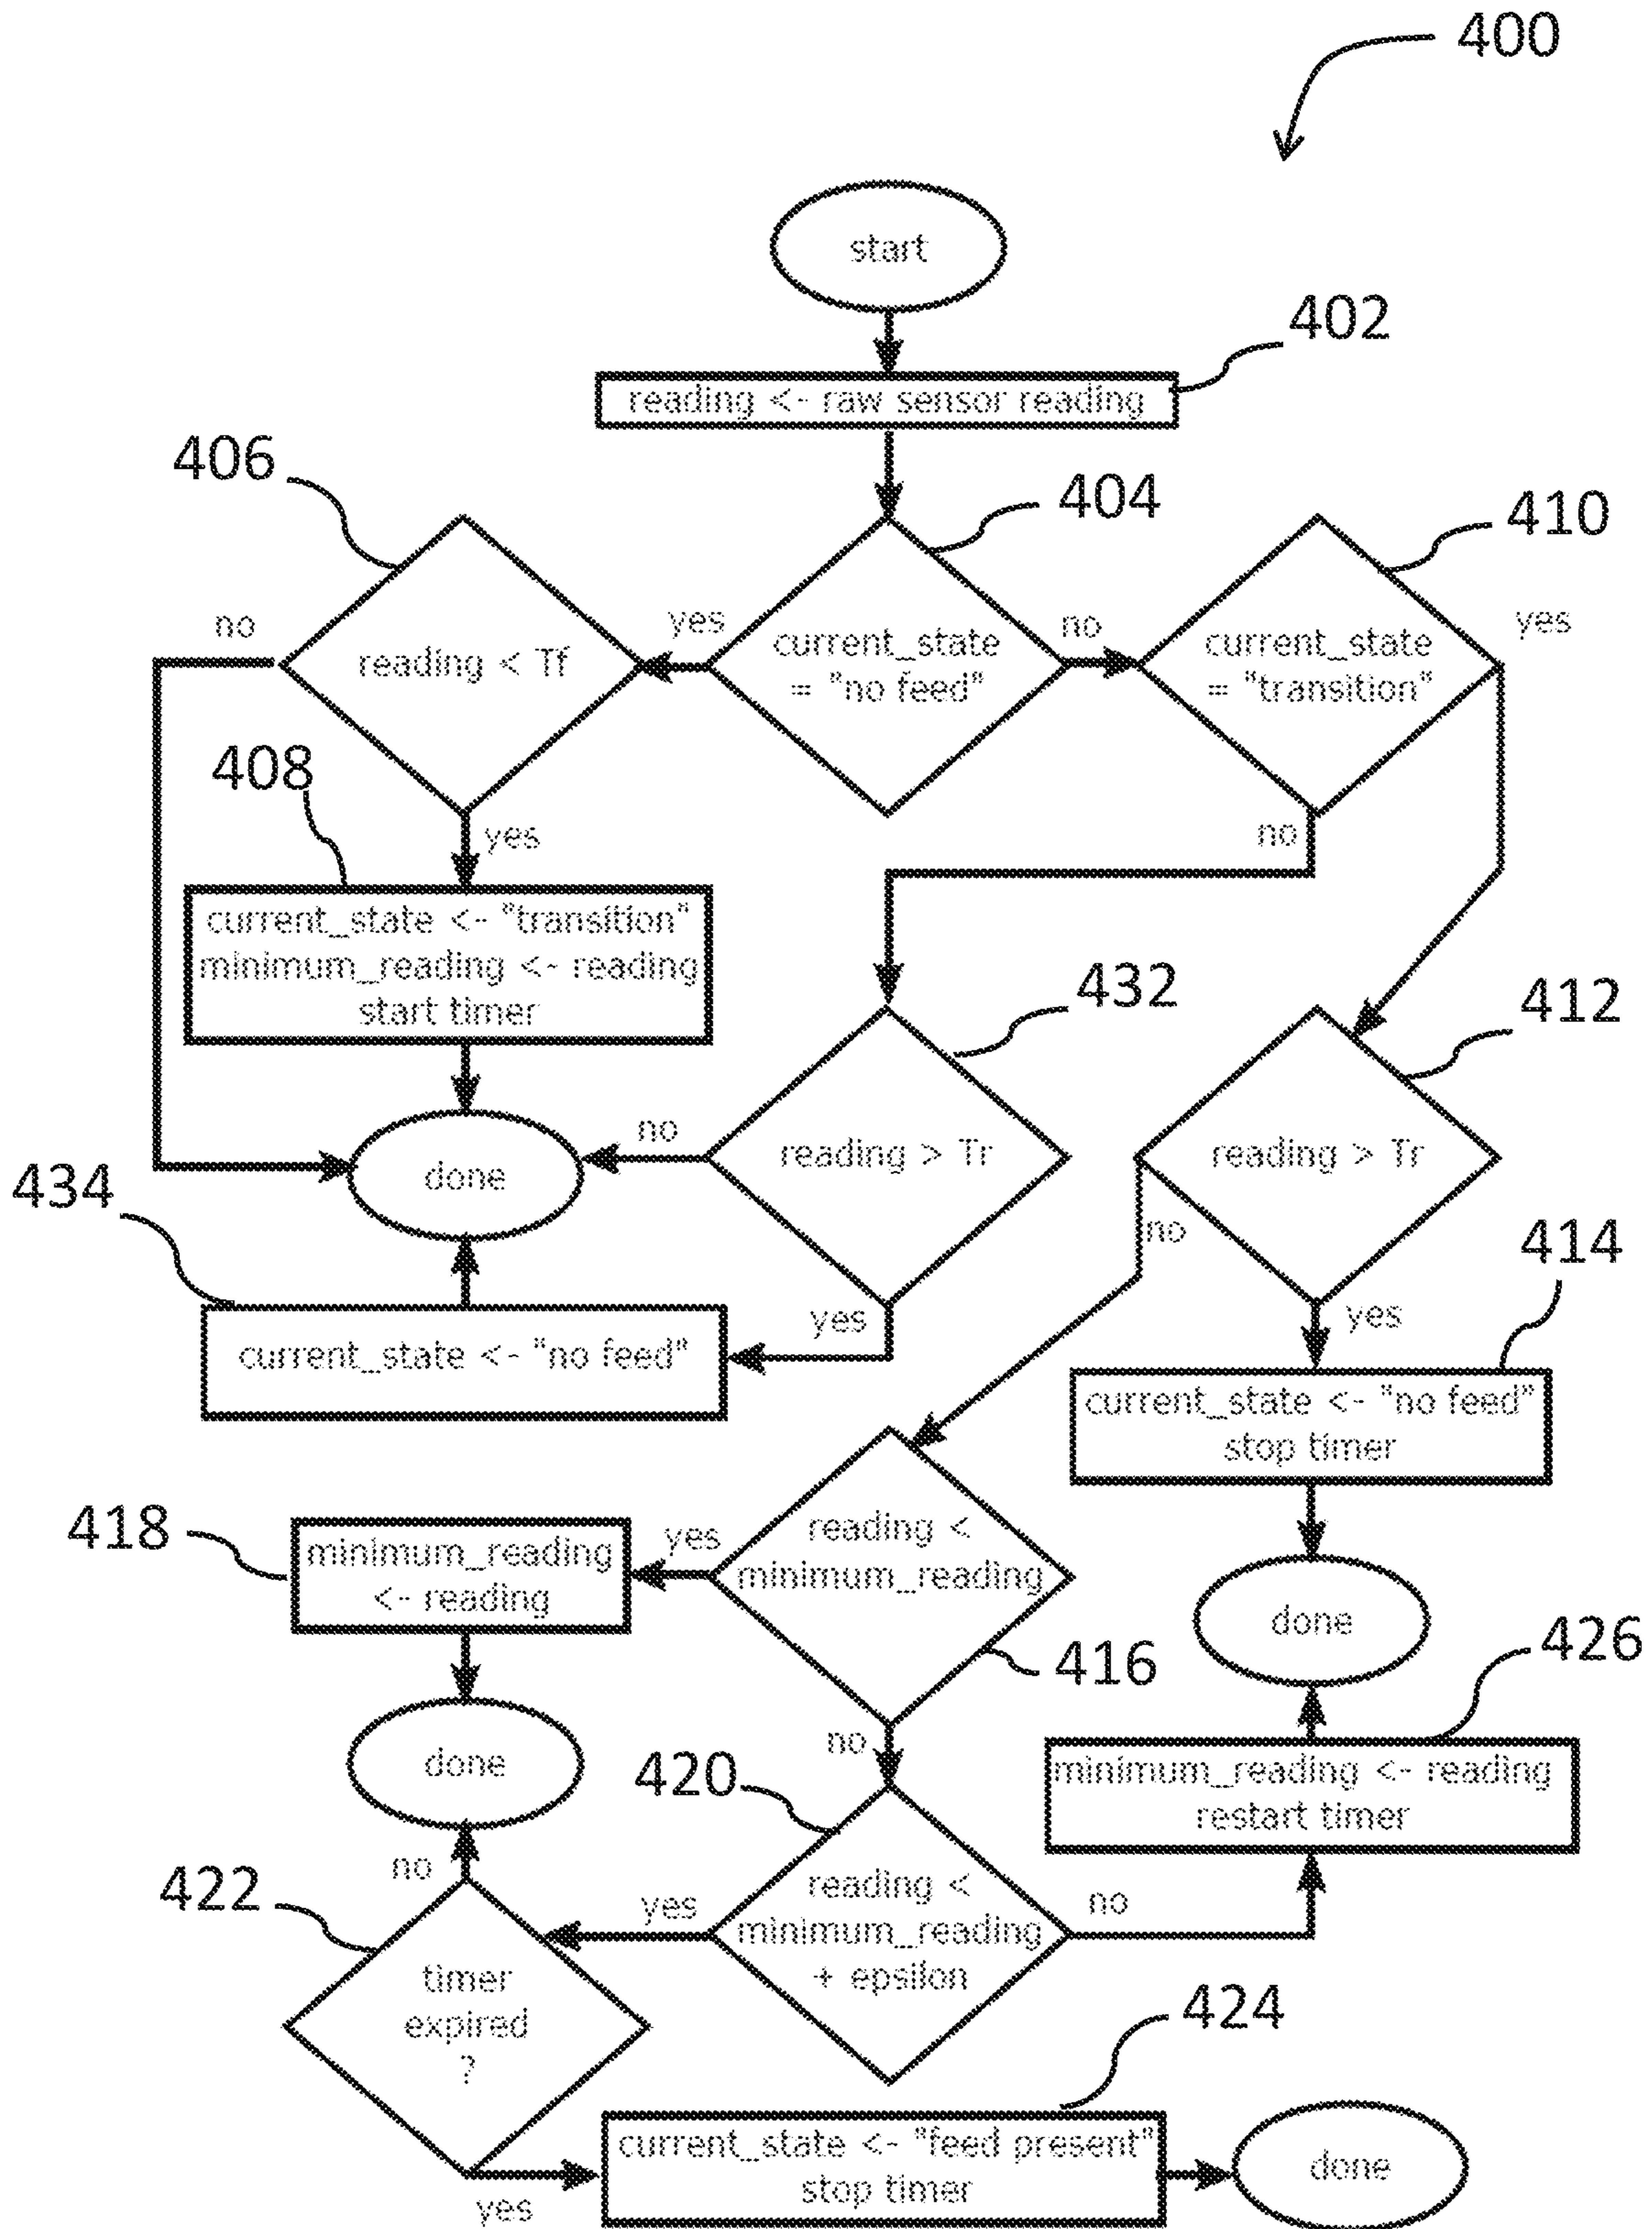 400
start
402
reading <- raw sensor reading
406
404
410
no
yes
no
yes
reading < Tf
current_state
= "no feed"
current_state
= "transition"
408
yes
no
current_state <- "transition"
minimum_reading <- reading
start timer
432
412
no
done
reading > Tr
reading > Tr
434
no
414
yes
yes
current_state <- "no feed"
current_state <- "no feed"
stop timer
418
yes
reading <
minimum_reading
minimum_reading
<- reading
done
416
426
no
done
420
minimum_reading <- reading
restart timer
422
no
yes
reading <
minimum_reading
+ epsilon
no
timer
expired
?
424
yes
current_state <- "feed present"
stop timer
done